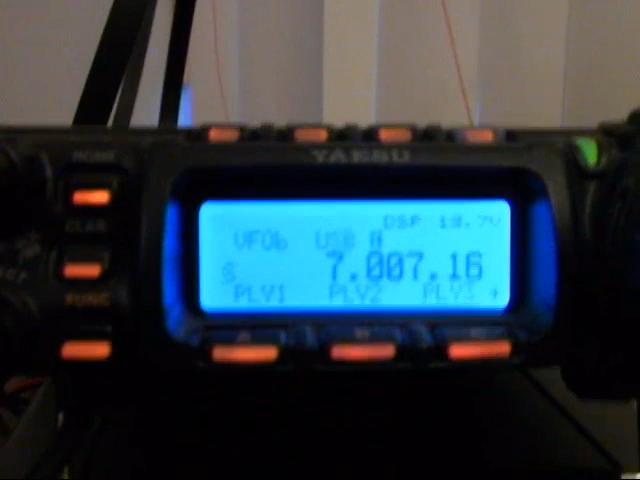 HOME
YAESU
CLAR
FUNC
DSP 13.7V
VFOb USB N
S 7.007.16
PLY1 PLY2 PLY3
A B C